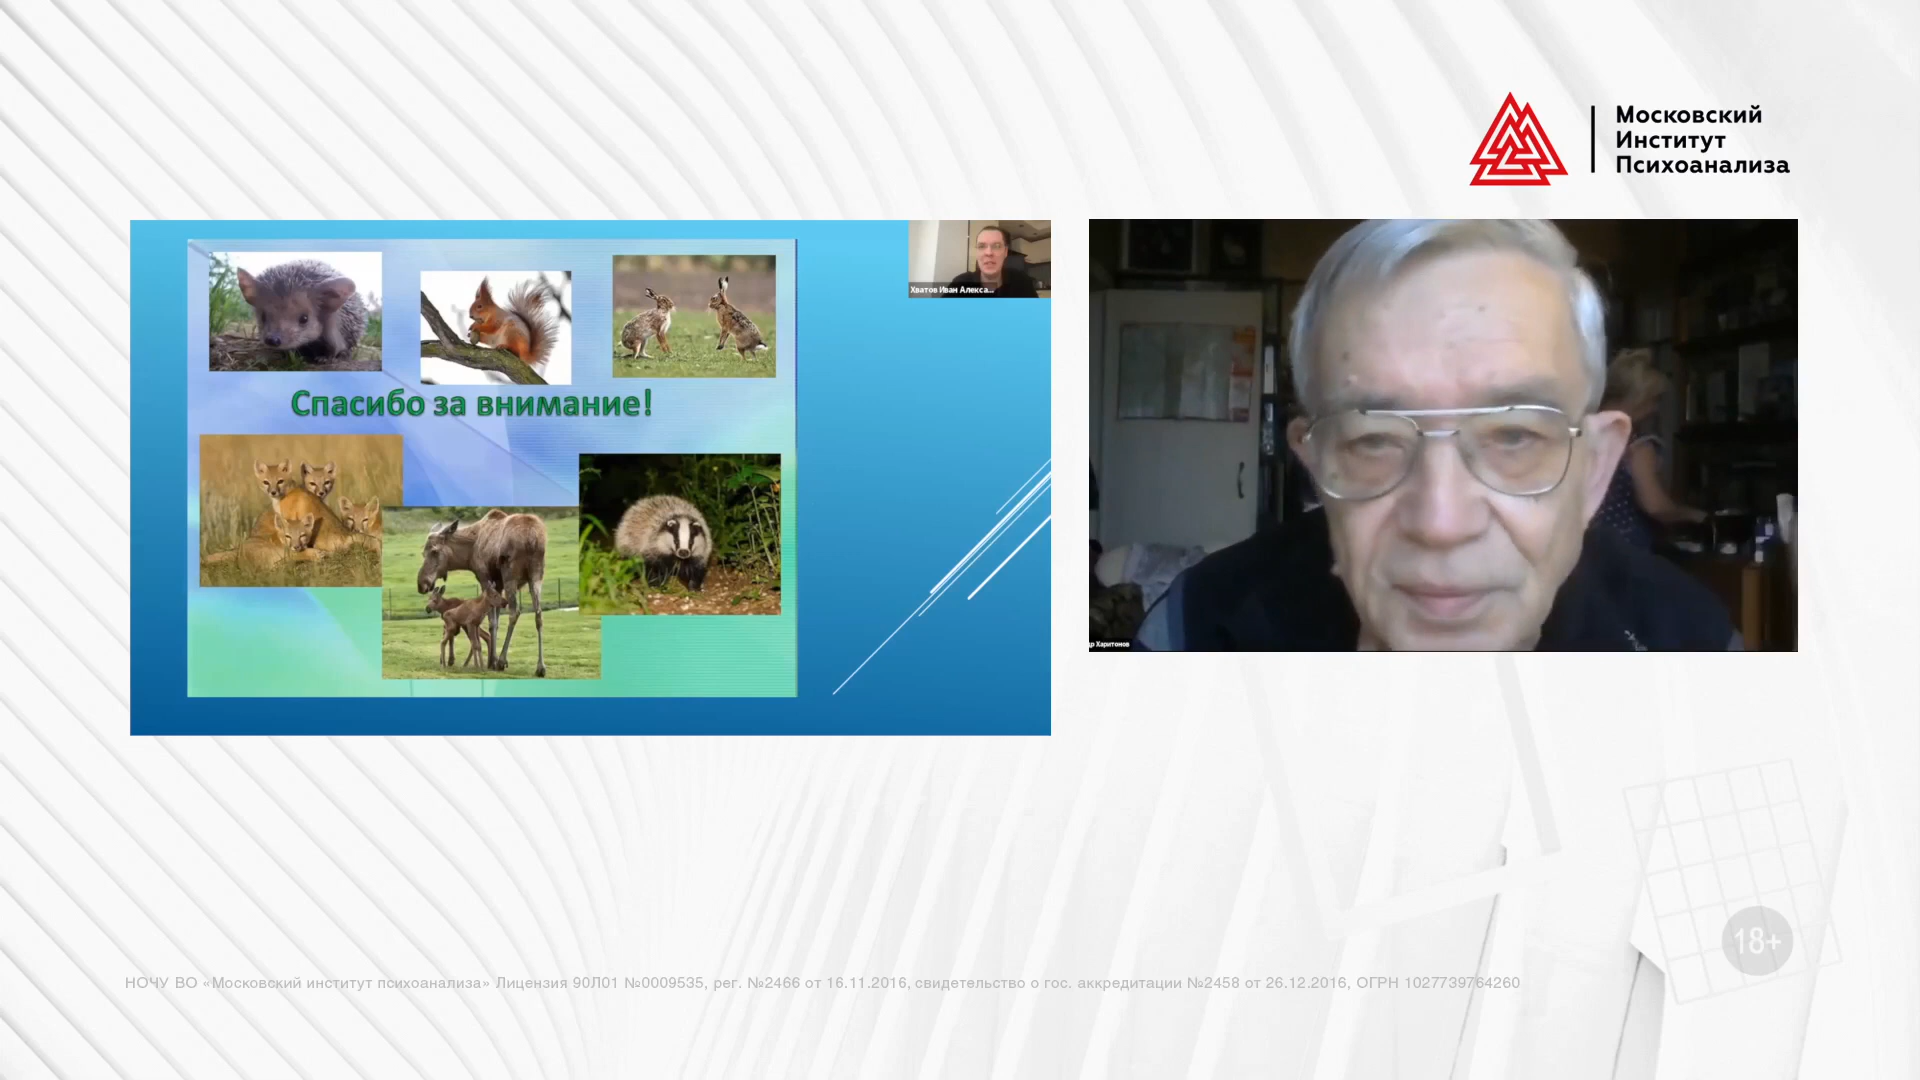 Московский
Институт
Психоанализа
Хватов Иван Алекса...
Спасибо за внимание!
др Харитонов
18+
НОЧУ ВО «Московский институт психоанализа» Лицензия 90Л01 №0009535, рег. №2466 от 16.11.2016, свидетельство о гос. аккредитации №2458 от 26.12.2016, ОГРН 1027739764260